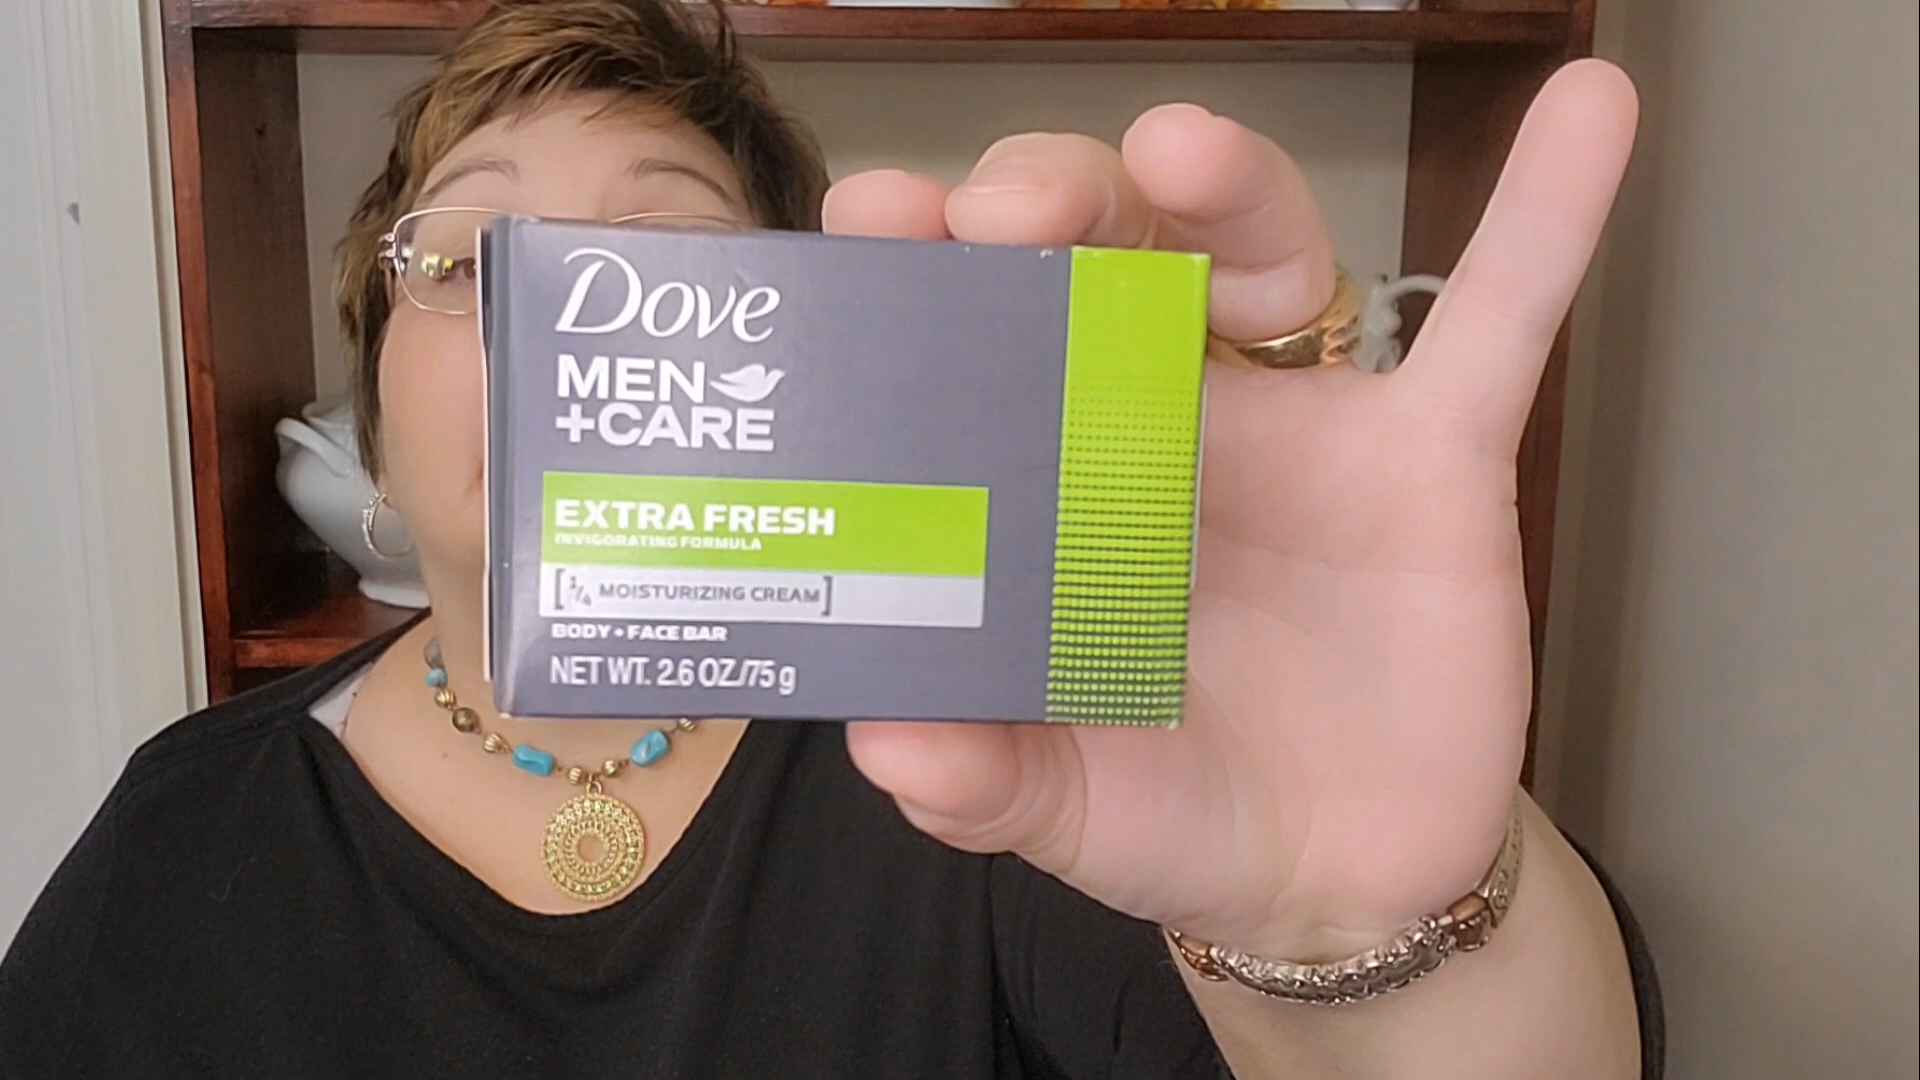 Dove
MEN
+CARE
EXTRA FRESH
INVIGORATING FORMULA
[¼ MOISTURIZING CREAM]
BODY + FACE BAR
NET WT. 2.6 OZ/75 g